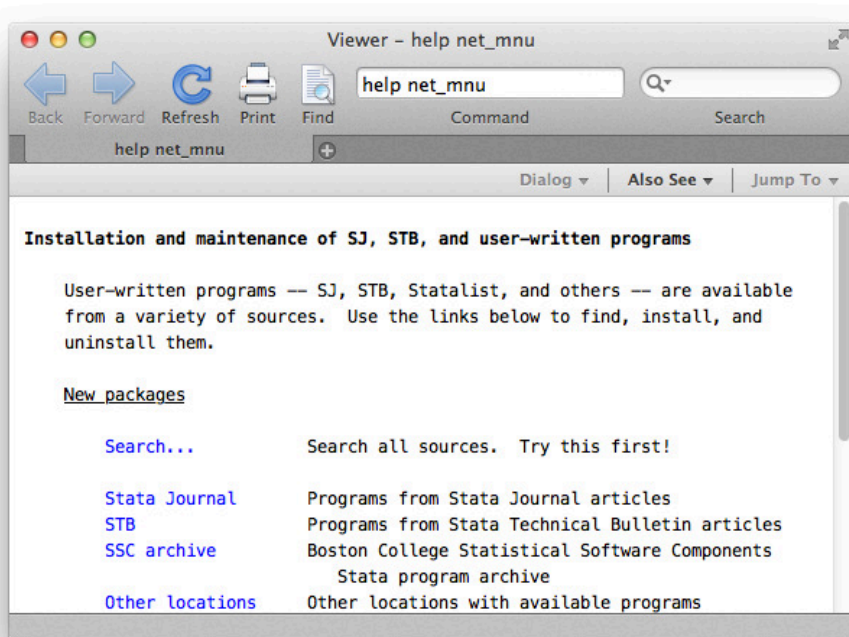 Viewer – help net_mnu
help net_mnu
Back Forward Refresh Print Find Command Search
help net_mnu
Dialog Also See Jump To
Installation and maintenance of SJ, STB, and user–written programs
User–written programs –– SJ, STB, Statalist, and others –– are available
from a variety of sources.  Use the links below to find, install, and
uninstall them.
New packages
Search... Search all sources.  Try this first!
Stata Journal Programs from Stata Journal articles
STB Programs from Stata Technical Bulletin articles
SSC archive Boston College Statistical Software Components
Stata program archive
Other locations Other locations with available programs